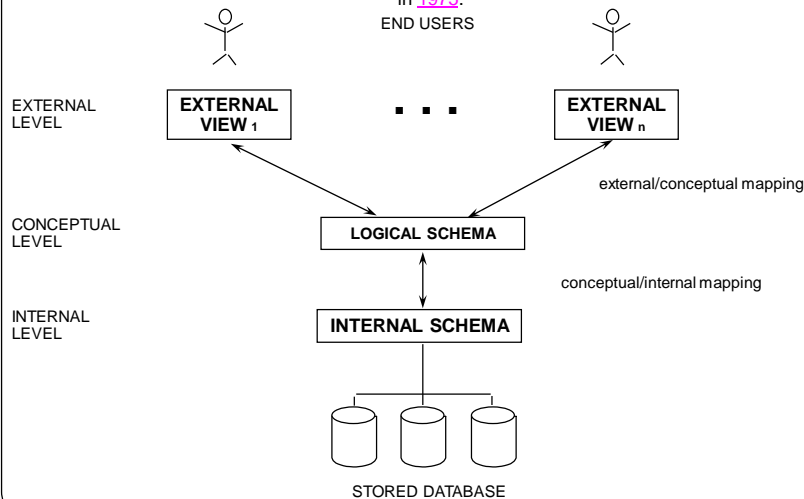 in 1975.
END USERS
EXTERNAL
LEVEL
EXTERNAL
VIEW 1
. . .
EXTERNAL
VIEW n
external/conceptual mapping
CONCEPTUAL
LEVEL
LOGICAL SCHEMA
conceptual/internal mapping
INTERNAL
LEVEL
INTERNAL SCHEMA
STORED DATABASE